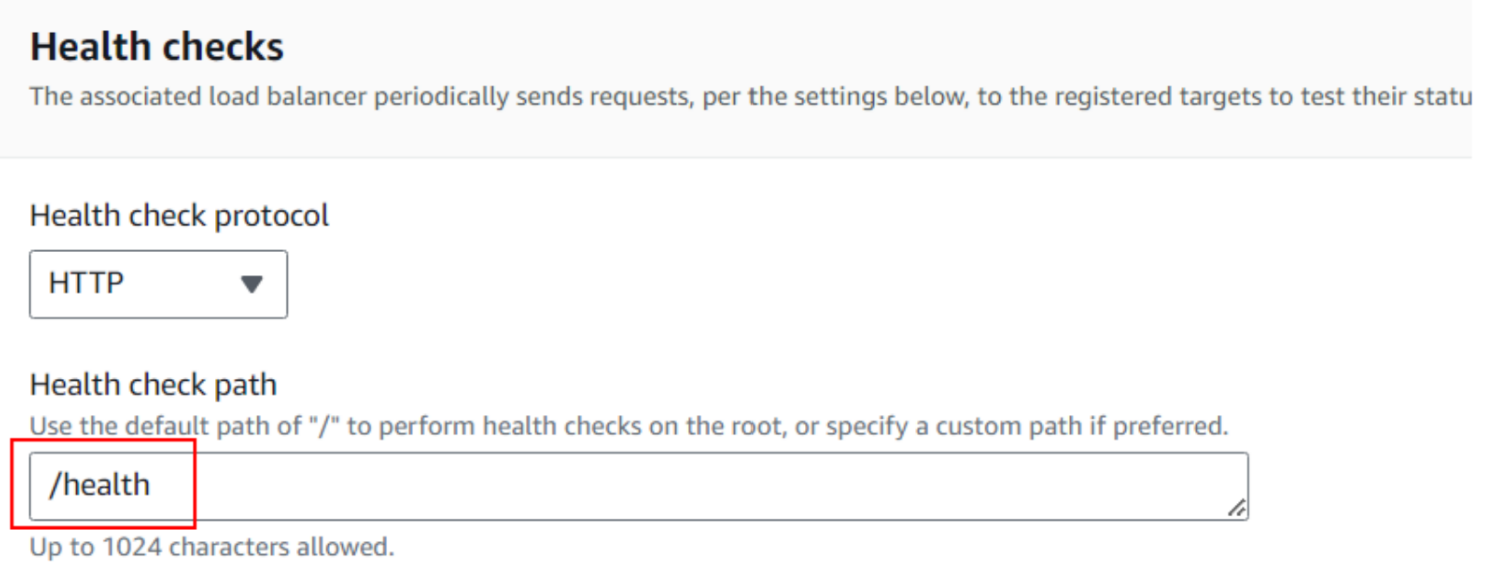 Health checks
The associated load balancer periodically sends requests, per the settings below, to the registered targets to test their statu
Health check protocol
HTTP
Health check path
Use the default path of "/" to perform health checks on the root, or specify a custom path if preferred.
/health
Up to 1024 characters allowed.